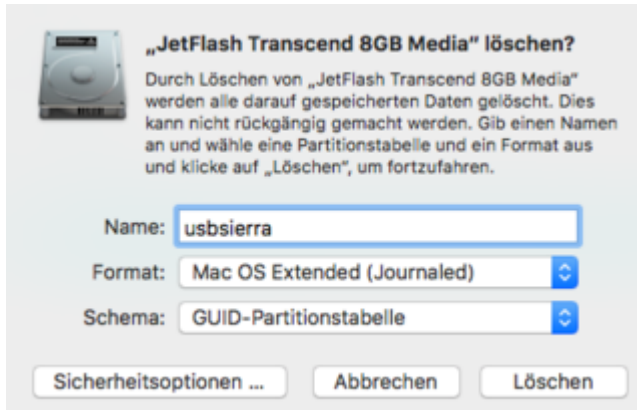 „JetFlash Transcend 8GB Media“ löschen?
Durch Löschen von „JetFlash Transcend 8GB Media“
werden alle darauf gespeicherten Daten gelöscht. Dies
kann nicht rückgängig gemacht werden. Gib einen Namen
an und wähle eine Partitionstabelle und ein Format aus
und klicke auf „Löschen“, um fortzufahren.
Name: usbsierra
Format: Mac OS Extended (Journaled)
Schema: GUID-Partitionstabelle
Sicherheitsoptionen ... Abbrechen Löschen